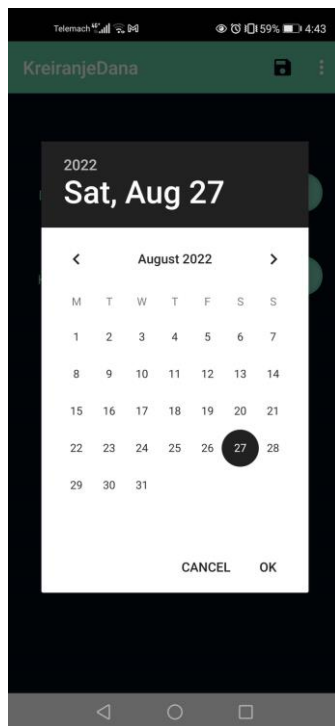 Telemach 59% 4:43
KreiranjeDana
2022
Sat, Aug 27
August 2022
M T W T F S S
1 2 3 4 5 6 7
8 9 10 11 12 13 14
15 16 17 18 19 20 21
22 23 24 25 26 27 28
29 30 31
CANCEL OK